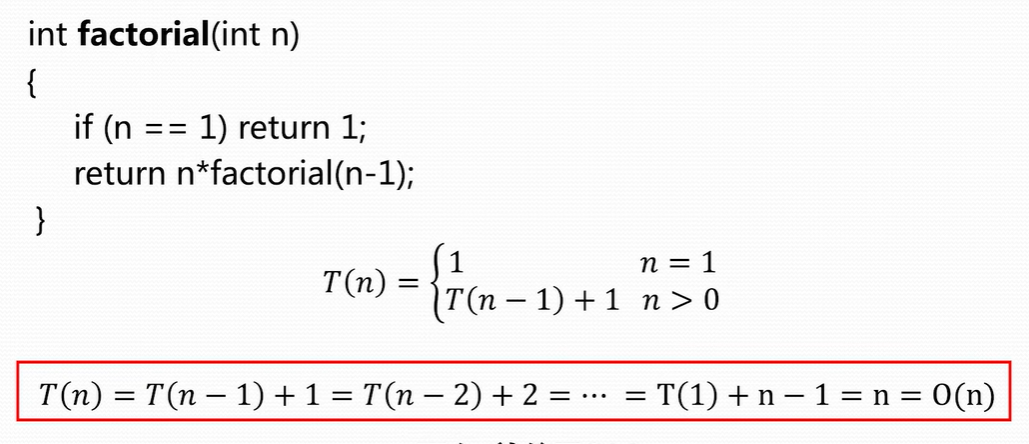 int factorial(int n)
{
if (n == 1) return 1;
return n*factorial(n-1);
}
T(n) = {1 n = 1
T(n − 1) + 1 n > 0
T(n) = T(n − 1) + 1 = T(n − 2) + 2 = ⋯ = T(1) + n − 1 = n = O(n)